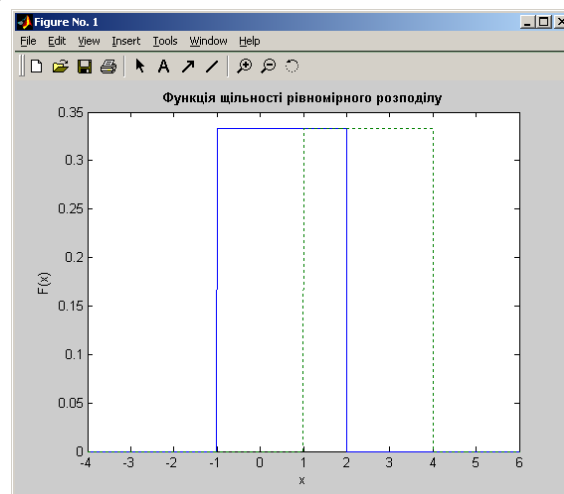 Figure No. 1
File Edit View Insert Tools Window Help
A
Функція щільності рівномірного розподілу
0.35
0.3
0.25
0.2
0.15
0.1
0.05
0
F(x)
-4 -3 -2 -1 0 1 2 3 4 5 6
x